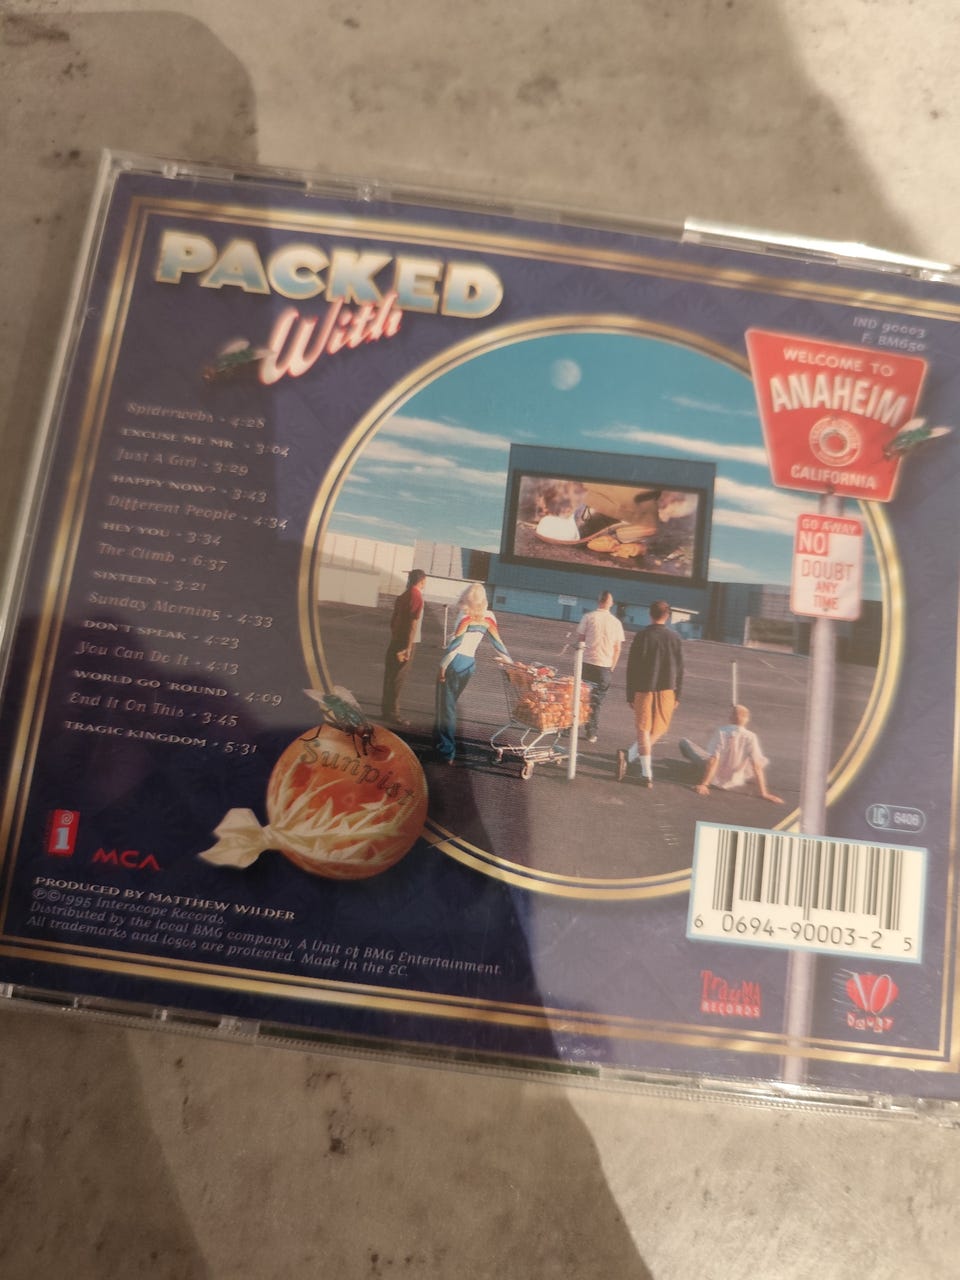 PACKED
With
IND 90003
F: BM650
WELCOME TO
ANAHEIM
CALIFORNIA
GO AWAY
NO
DOUBT
ANY
TIME
Spiderwebs • 4:28
EXCUSE ME MR. • 3:04
Just A Girl • 3:29
HAPPY NOW? • 3:43
Different People • 4:34
HEY YOU • 3:34
The Climb • 6:37
SIXTEEN • 3:21
Sunday Morning • 4:33
DON'T SPEAK • 4:23
You Can Do It • 4:13
WORLD GO 'ROUND • 4:09
End It On This • 3:45
TRAGIC KINGDOM • 5:31
Sunpist
LC 6406
i MCA
PRODUCED BY MATTHEW WILDER
℗©1995 Interscope Records.
Distributed by the local BMG company. A Unit of BMG Entertainment.
All trademarks and logos are protected. Made in the EC.
6 0694-90003-2 5
TrauMA
RECORDS
NO
DOUBT